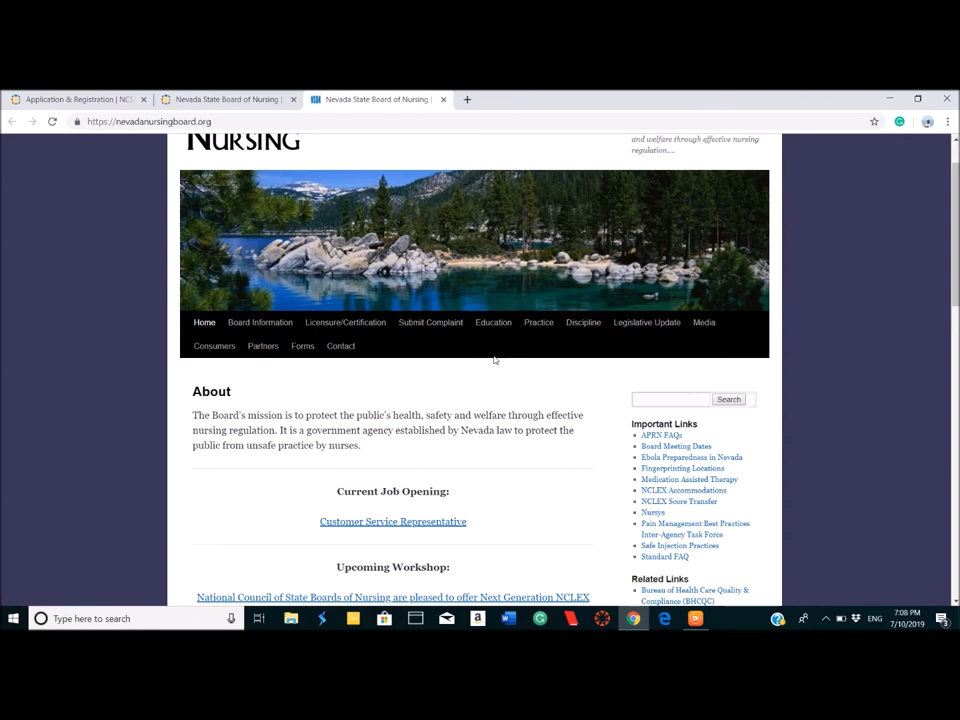 Application & Registration | NCS
Nevada State Board of Nursing |
Nevada State Board of Nursing |
https://nevadanursingboard.org
NURSING
and welfare through effective nursing
regulation....
Home Board Information Licensure/Certification Submit Complaint Education Practice Discipline Legislative Update Media
Consumers Partners Forms Contact
About
The Board's mission is to protect the public's health, safety and welfare through effective
nursing regulation. It is a government agency established by Nevada law to protect the
public from unsafe practice by nurses.
Current Job Opening:
Customer Service Representative
Upcoming Workshop:
National Council of State Boards of Nursing are pleased to offer Next Generation NCLEX
Search
Important Links
APRN FAQs
Board Meeting Dates
Ebola Preparedness in Nevada
Fingerprinting Locations
Medication Assisted Therapy
NCLEX Accommodations
NCLEX Score Transfer
Nursys
Pain Management Best Practices
Inter-Agency Task Force
Safe Injection Practices
Standard FAQ
Related Links
Bureau of Health Care Quality &
Compliance (BHCQC)
Type here to search
ENG
7:08 PM
7/10/2019